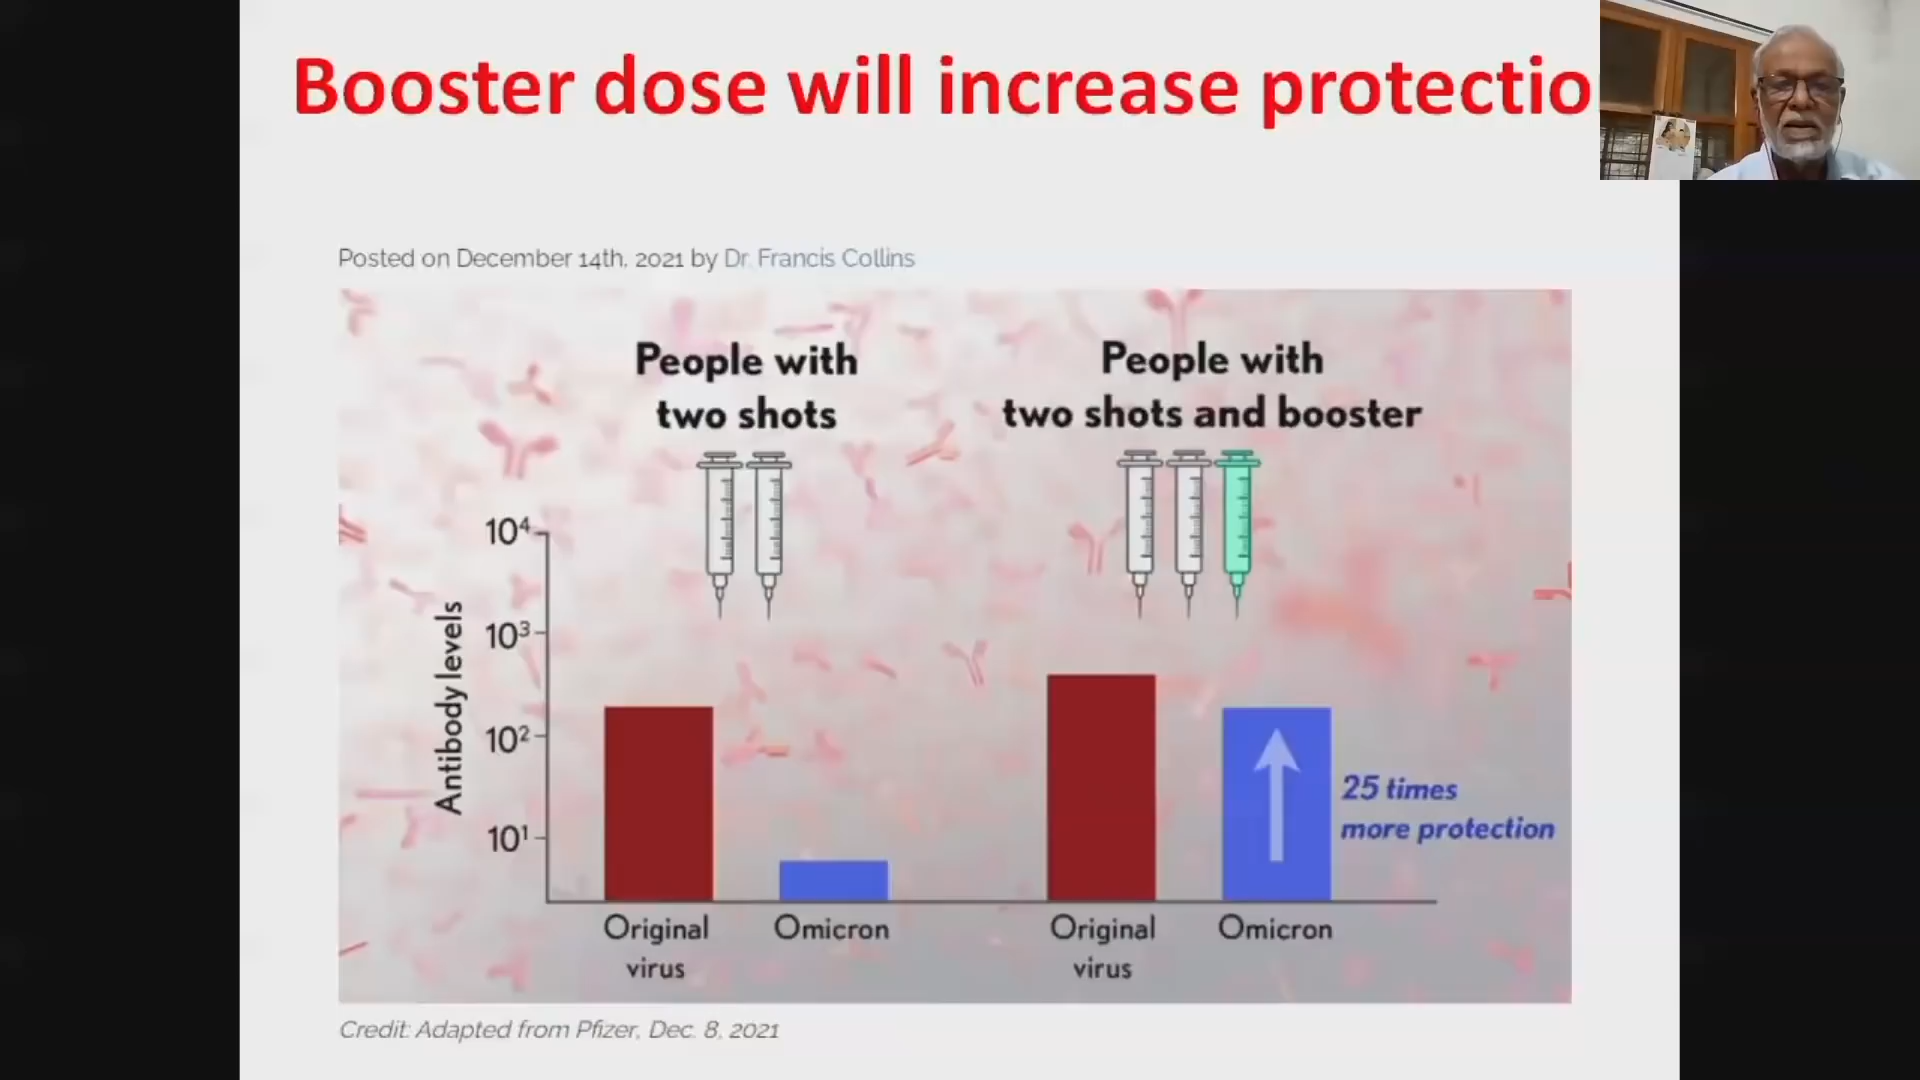 Booster dose will increase protectio
Posted on December 14th, 2021 by Dr. Francis Collins
People with
two shots
People with
two shots and booster
Antibody levels
10⁴
10³
10²
10¹
25 times
more protection
Original
virus
Omicron
Original
virus
Omicron
Credit: Adapted from Pfizer, Dec. 8, 2021